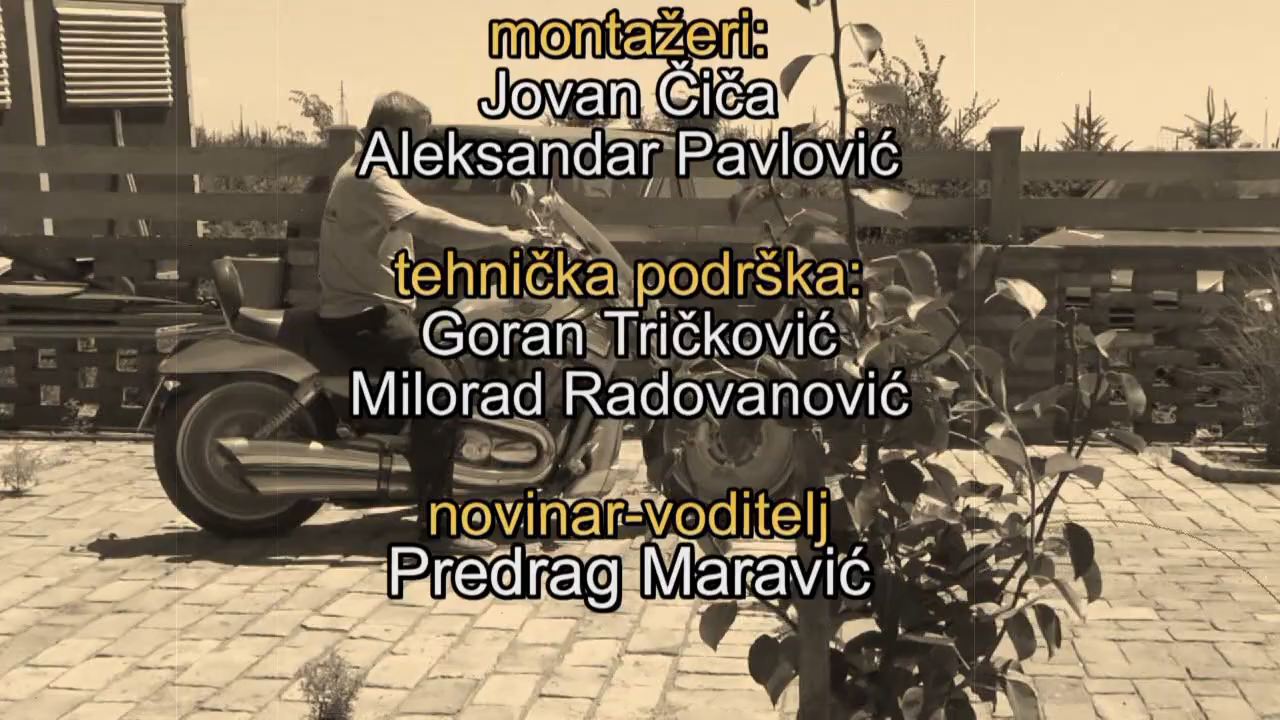 montažeri:
Jovan Čiča
Aleksandar Pavlović
tehnička podrška:
Goran Tričković
Milorad Radovanović
novinar-voditelj
Predrag Maravić